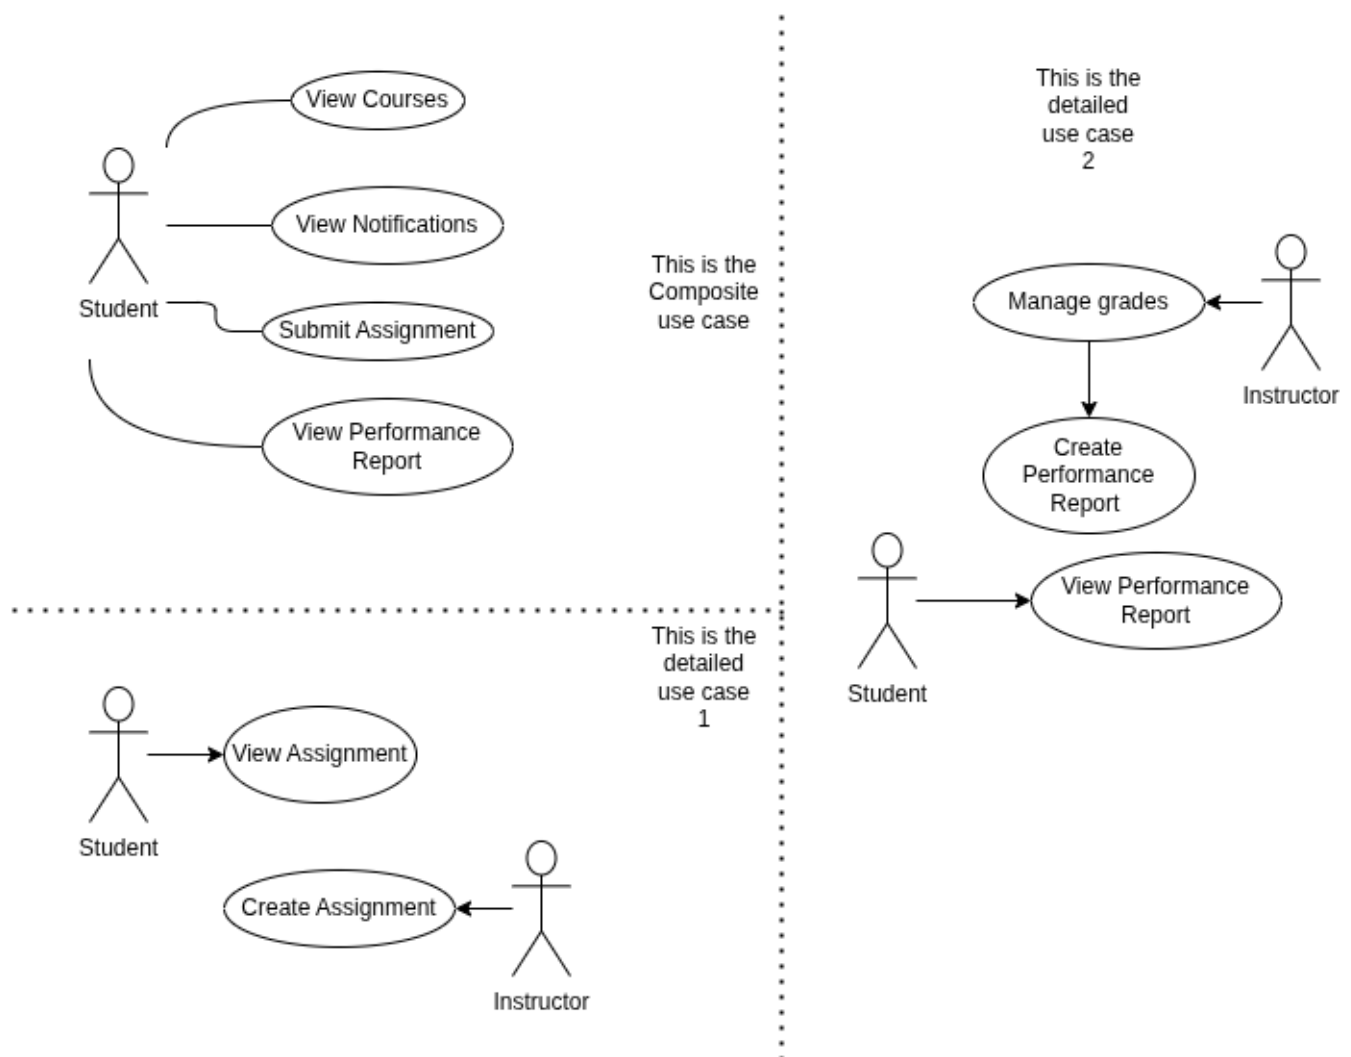 View Courses
View Notifications
Student
Submit Assignment
View Performance
Report
This is the
Composite
use case
This is the
detailed
use case
1
View Assignment
Student
Create Assignment
Instructor
This is the
detailed
use case
2
Manage grades
Instructor
Create
Performance
Report
View Performance
Report
Student